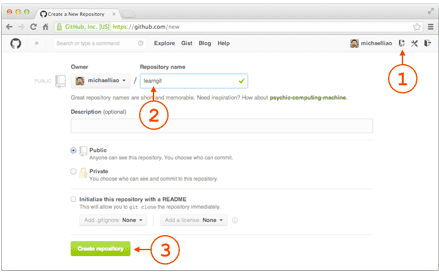 Create a New Repository
GitHub, Inc. [US] https://github.com/new
Search or type a command
Explore Gist Blog Help
michaelliao
1
Owner
Repository name
PUBLIC
michaelliao / learngit
Great repository names are short and memorable. Need inspiration? How about psychic-computing-machine.
2
Description (optional)
Public
Anyone can see this repository. You choose who can commit.
Private
You choose who can see and commit to this repository.
Initialize this repository with a README
This will allow you to git clone the repository immediately.
Add .gitignore: None
Add a license: None
Create repository
3